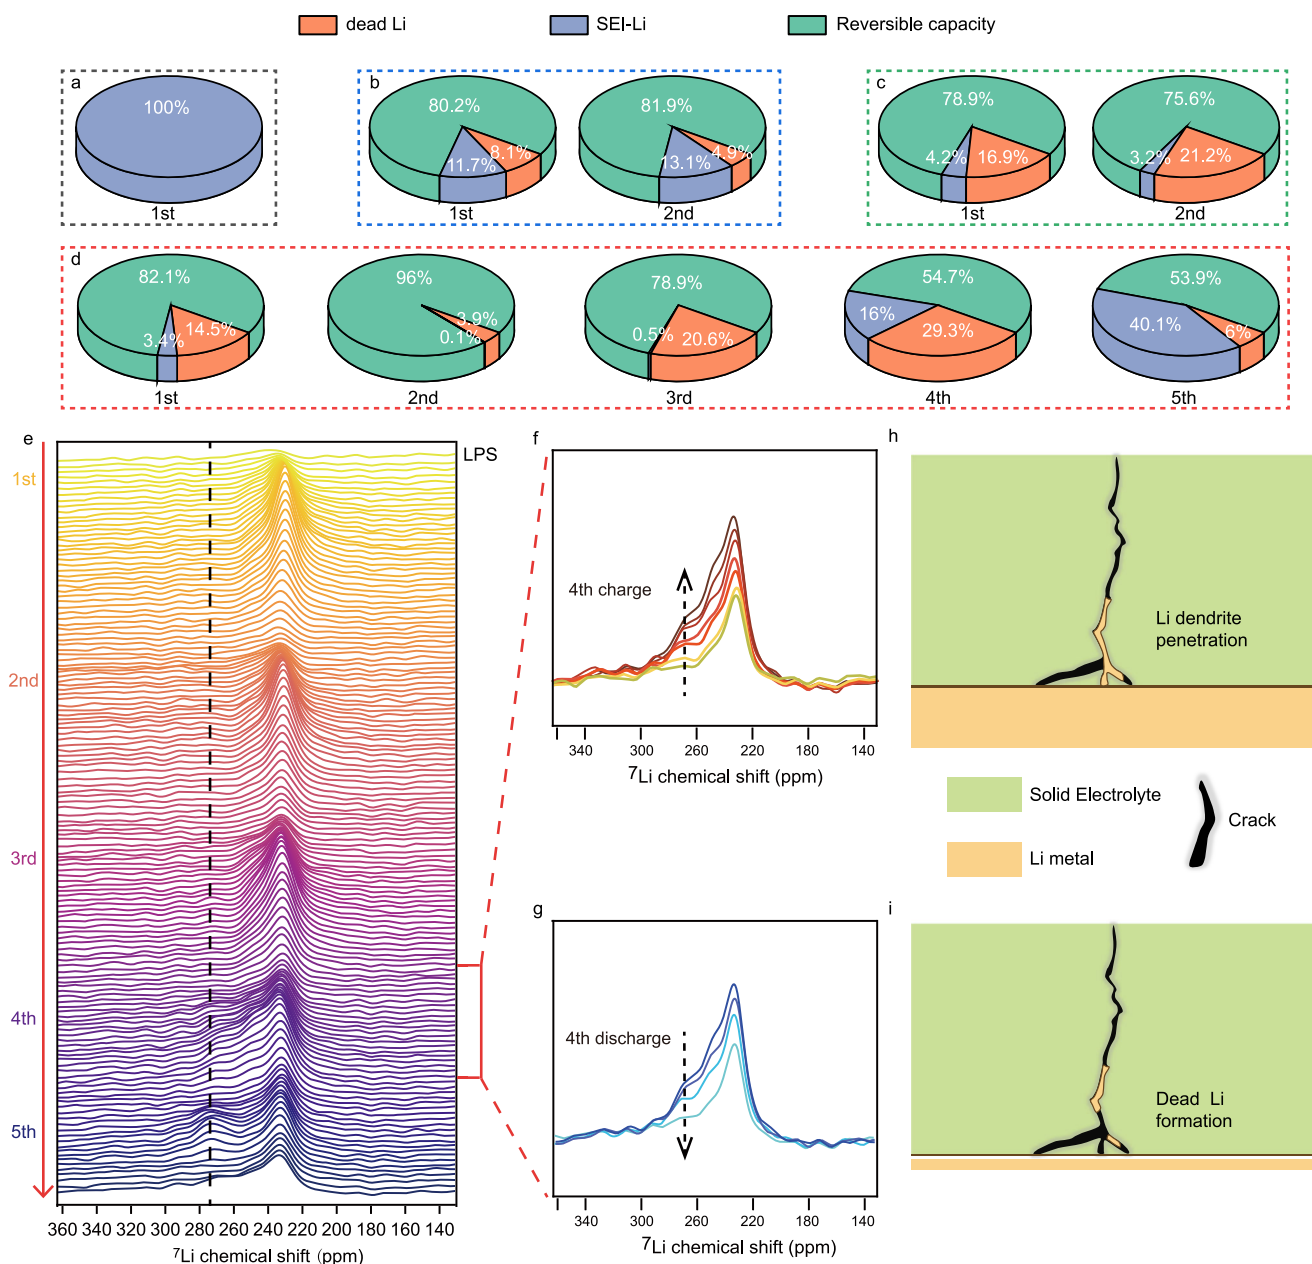 dead Li
SEI-Li
Reversible capacity
a
100%
1st
b
80.2%
11.7%
8.1%
1st
81.9%
13.1%
4.9%
2nd
c
78.9%
4.2%
16.9%
1st
75.6%
3.2%
21.2%
2nd
d
82.1%
3.4%
14.5%
1st
96%
3.9%
0.1%
2nd
78.9%
0.5%
20.6%
3rd
54.7%
16%
29.3%
4th
53.9%
40.1%
6%
5th
e
LPS
1st
2nd
3rd
4th
5th
360 340 320 300 280 260 240 220 200 180 160 140
⁷Li chemical shift (ppm)
f
4th charge
340 300 260 220 180 140
⁷Li chemical shift (ppm)
g
4th discharge
340 300 260 220 180 140
⁷Li chemical shift (ppm)
h
Li dendrite
penetration
Solid Electrolyte
Crack
Li metal
i
Dead Li
formation